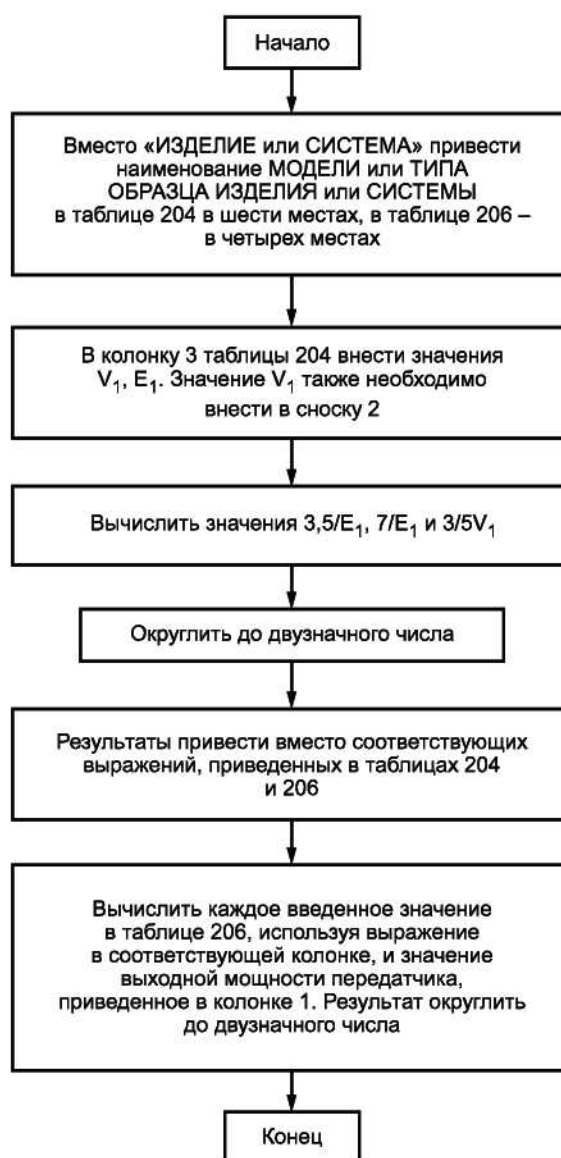 Начало
Вместо «ИЗДЕЛИЕ или СИСТЕМА» привести
наименование МОДЕЛИ или ТИПА
ОБРАЗЦА ИЗДЕЛИЯ или СИСТЕМЫ
в таблице 204 в шести местах, в таблице 206 –
в четырех местах
В колонку 3 таблицы 204 внести значения
V₁, E₁. Значение V₁ также необходимо
внести в сноску 2
Вычислить значения 3,5/E₁, 7/E₁ и 3/5V₁
Округлить до двузначного числа
Результаты привести вместо соответствующих
выражений, приведенных в таблицах 204
и 206
Вычислить каждое введенное значение
в таблице 206, используя выражение
в соответствующей колонке, и значение
выходной мощности передатчика,
приведенное в колонке 1. Результат округлить
до двузначного числа
Конец